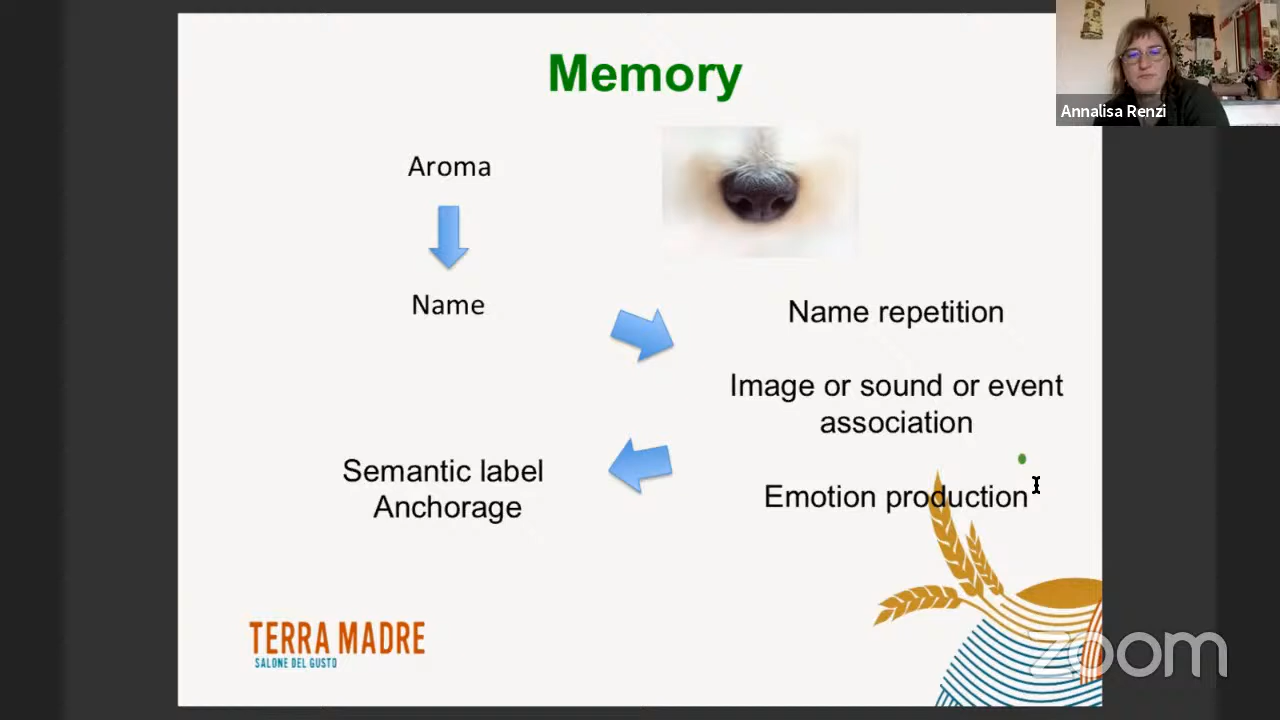 Memory
Annalisa Renzi
Aroma
Name
Name repetition
Image or sound or event
association
Semantic label
Anchorage
Emotion production
TERRA MADRE
SALONE DEL GUSTO
zoom